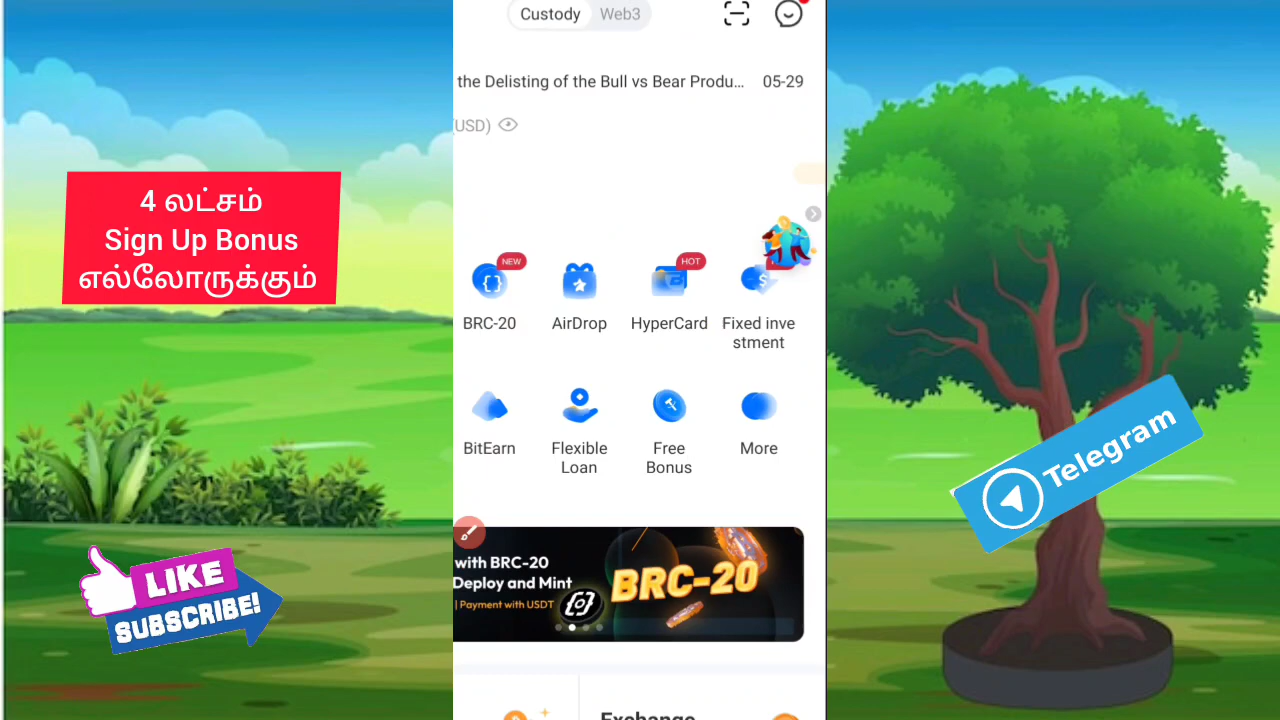 4 லட்சம்
Sign Up Bonus
எல்லோருக்கும்
LIKE
SUBSCRIBE!
Custody Web3
the Delisting of the Bull vs Bear Produ... 05-29
(USD)
NEW
HOT
BRC-20 AirDrop HyperCard Fixed inve
stment
BitEarn Flexible Free More
Loan Bonus
with BRC-20
Deploy and Mint
| Payment with USDT
BRC-20
Exchange
Telegram